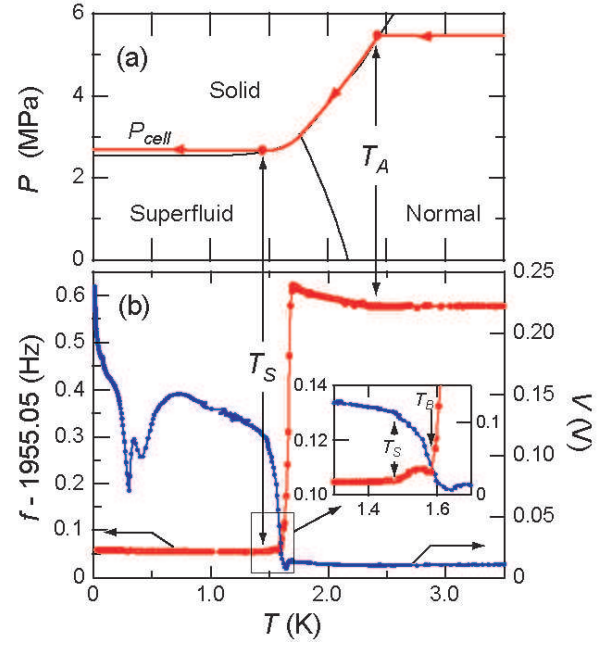 6
(a)
Solid
4
P (MPa)
P_cell
T_A
2
Superfluid
Normal
0
(b)
0.25
0.6
0.5
0.20
T_S
f - 1955.05 (Hz)
0.4
0.14
T_B
0.1
0.15
V (V)
0.3
0.13
T_S
0.12
0.10
0.2
0.10
0
1.4
1.6
0.1
0.05
0
0
0
1.0
2.0
3.0
T (K)